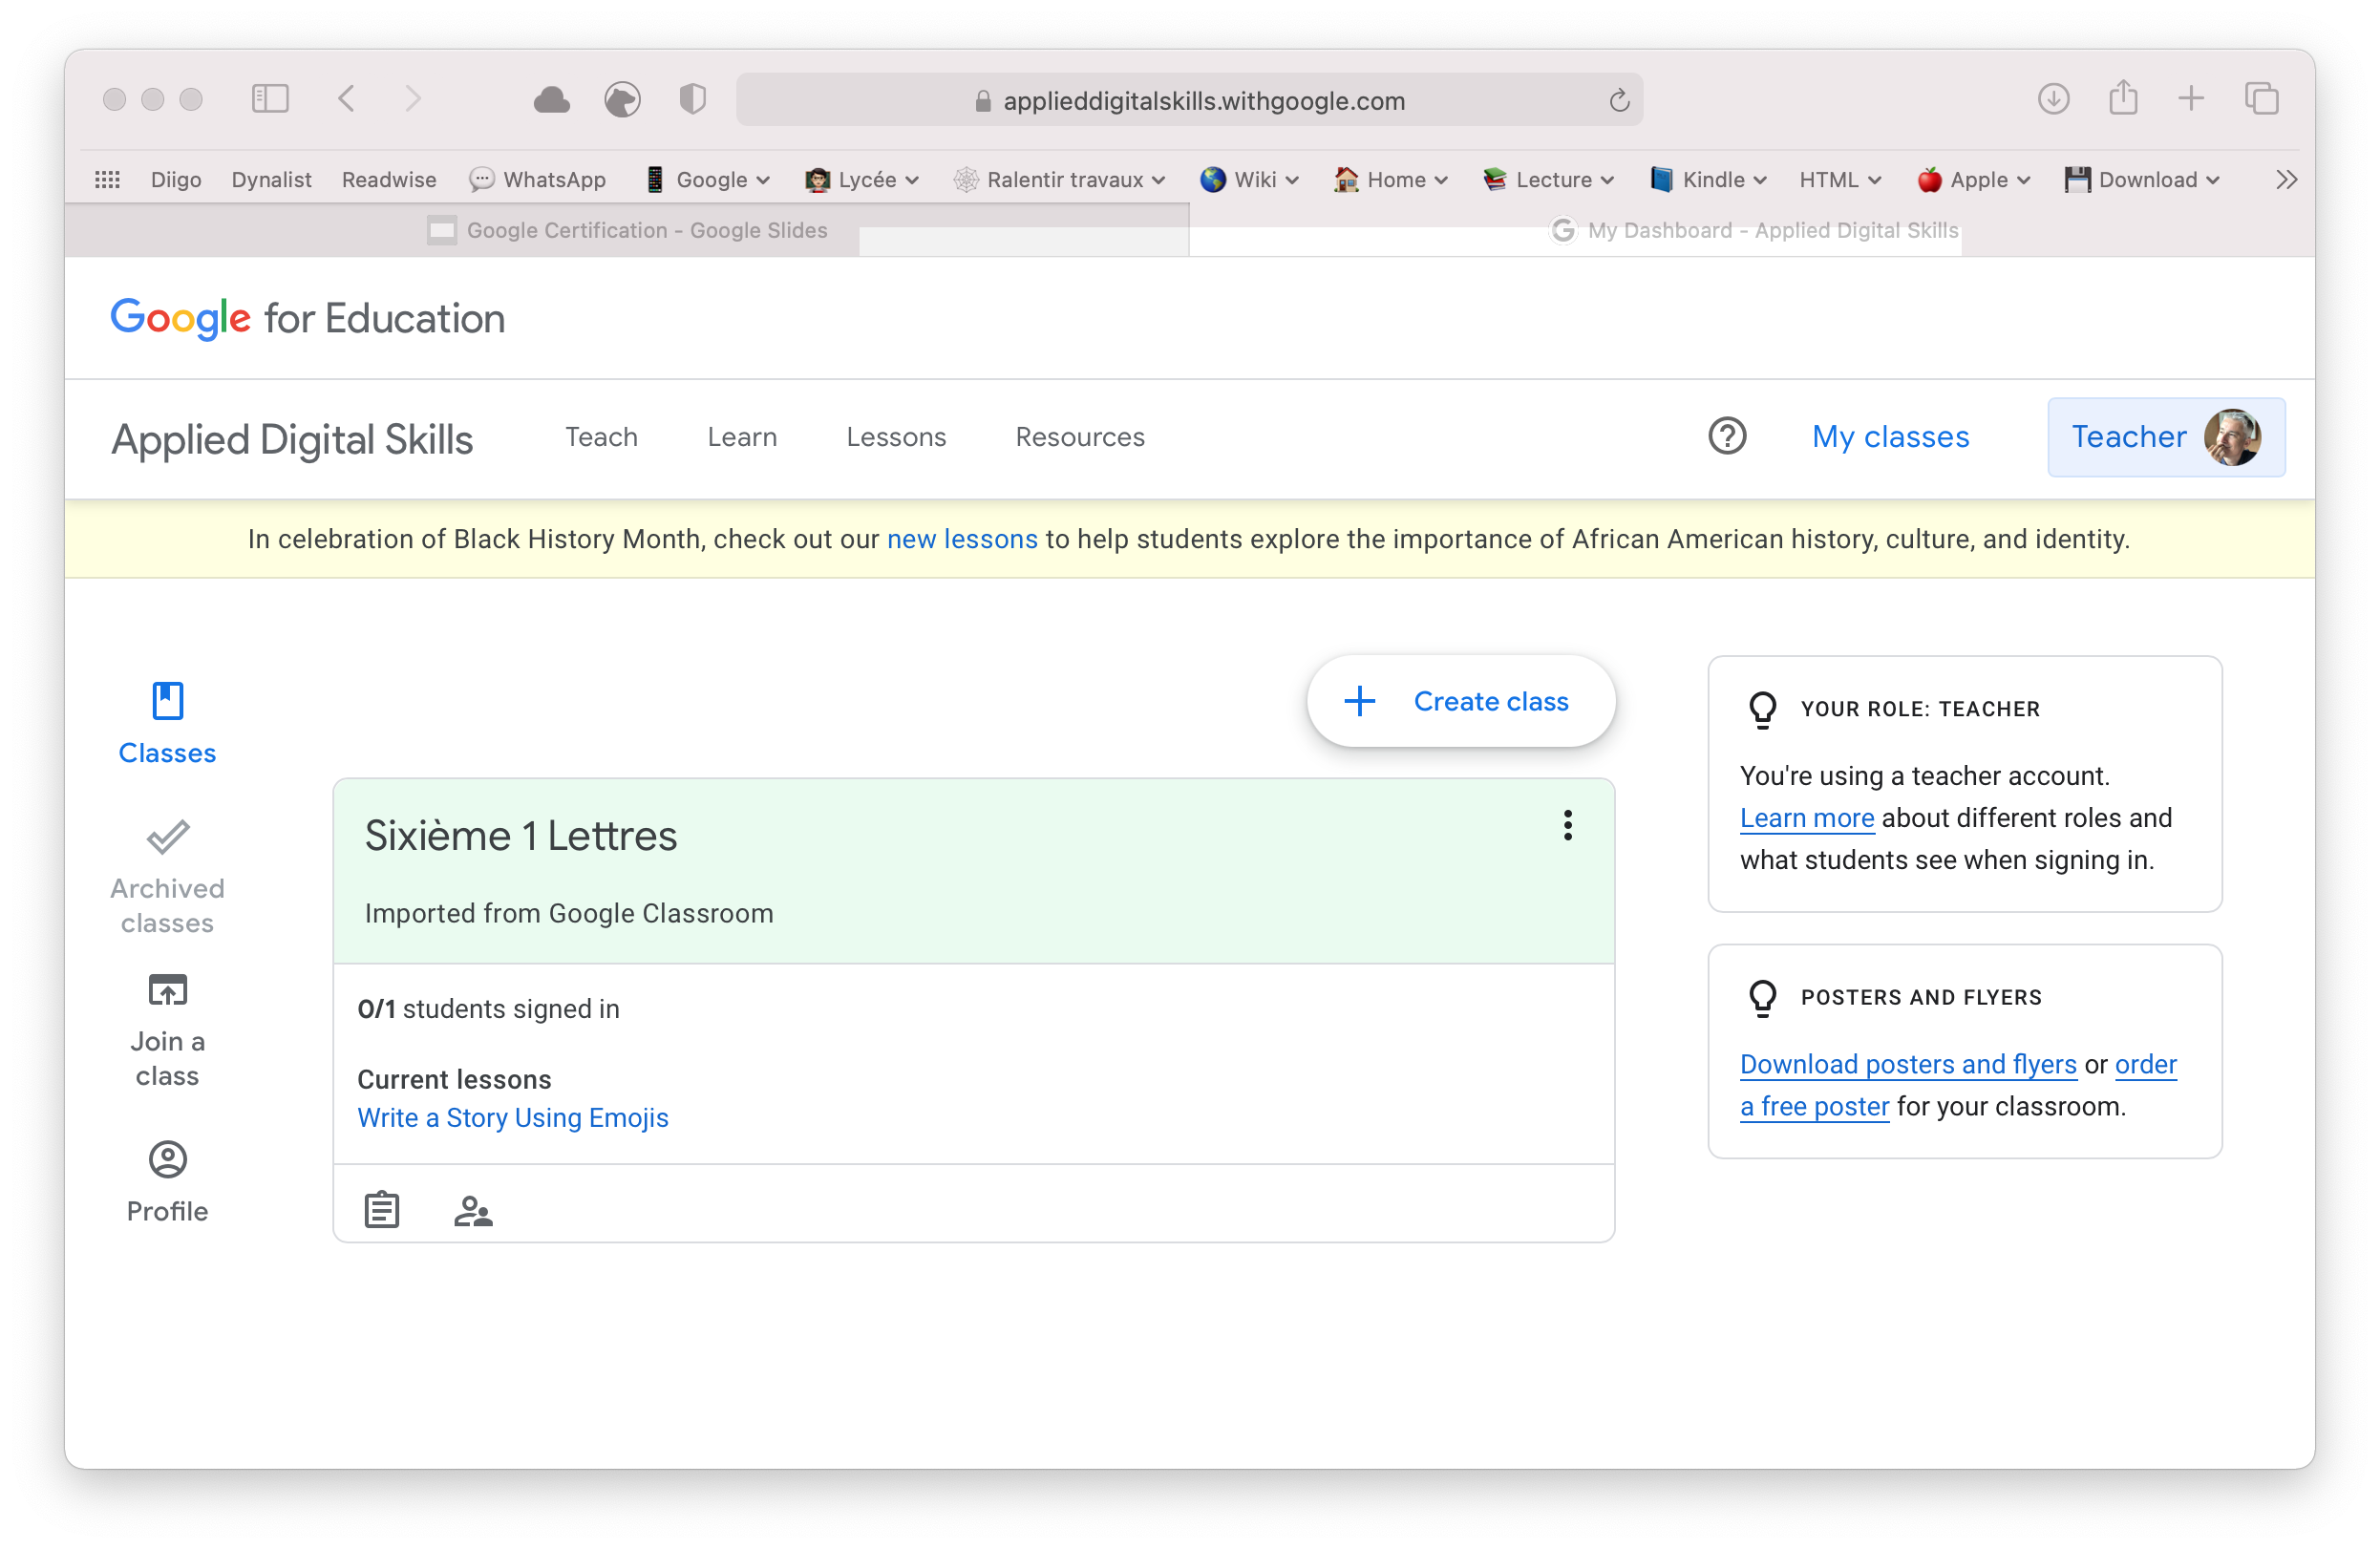 applieddigitalskills.withgoogle.com
Diigo Dynalist Readwise WhatsApp Google Lycée Ralentir travaux Wiki Home Lecture Kindle HTML Apple Download
Google Certification - Google Slides
My Dashboard - Applied Digital Skills
Google for Education
Applied Digital Skills Teach Learn Lessons Resources My classes Teacher
In celebration of Black History Month, check out our new lessons to help students explore the importance of African American history, culture, and identity.
Classes
Archived
classes
Join a
class
Profile
Create class
Sixième 1 Lettres
Imported from Google Classroom
0/1 students signed in
Current lessons
Write a Story Using Emojis
YOUR ROLE: TEACHER
You're using a teacher account.
Learn more about different roles and
what students see when signing in.
POSTERS AND FLYERS
Download posters and flyers or order
a free poster for your classroom.